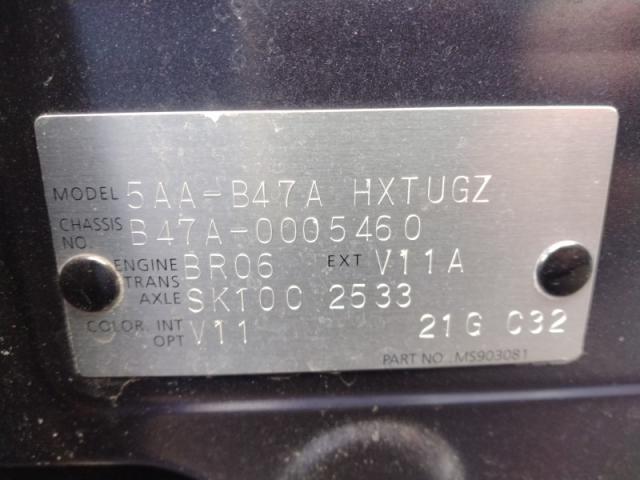 MODEL 5AA-B47A HXTUGZ
CHASSIS NO. B47A-0005460
ENGINE BR06 EXT V11A
TRANS AXLE SK10C 2533
COLOR INT OPT V11 21G C32
PART NO. MS903081